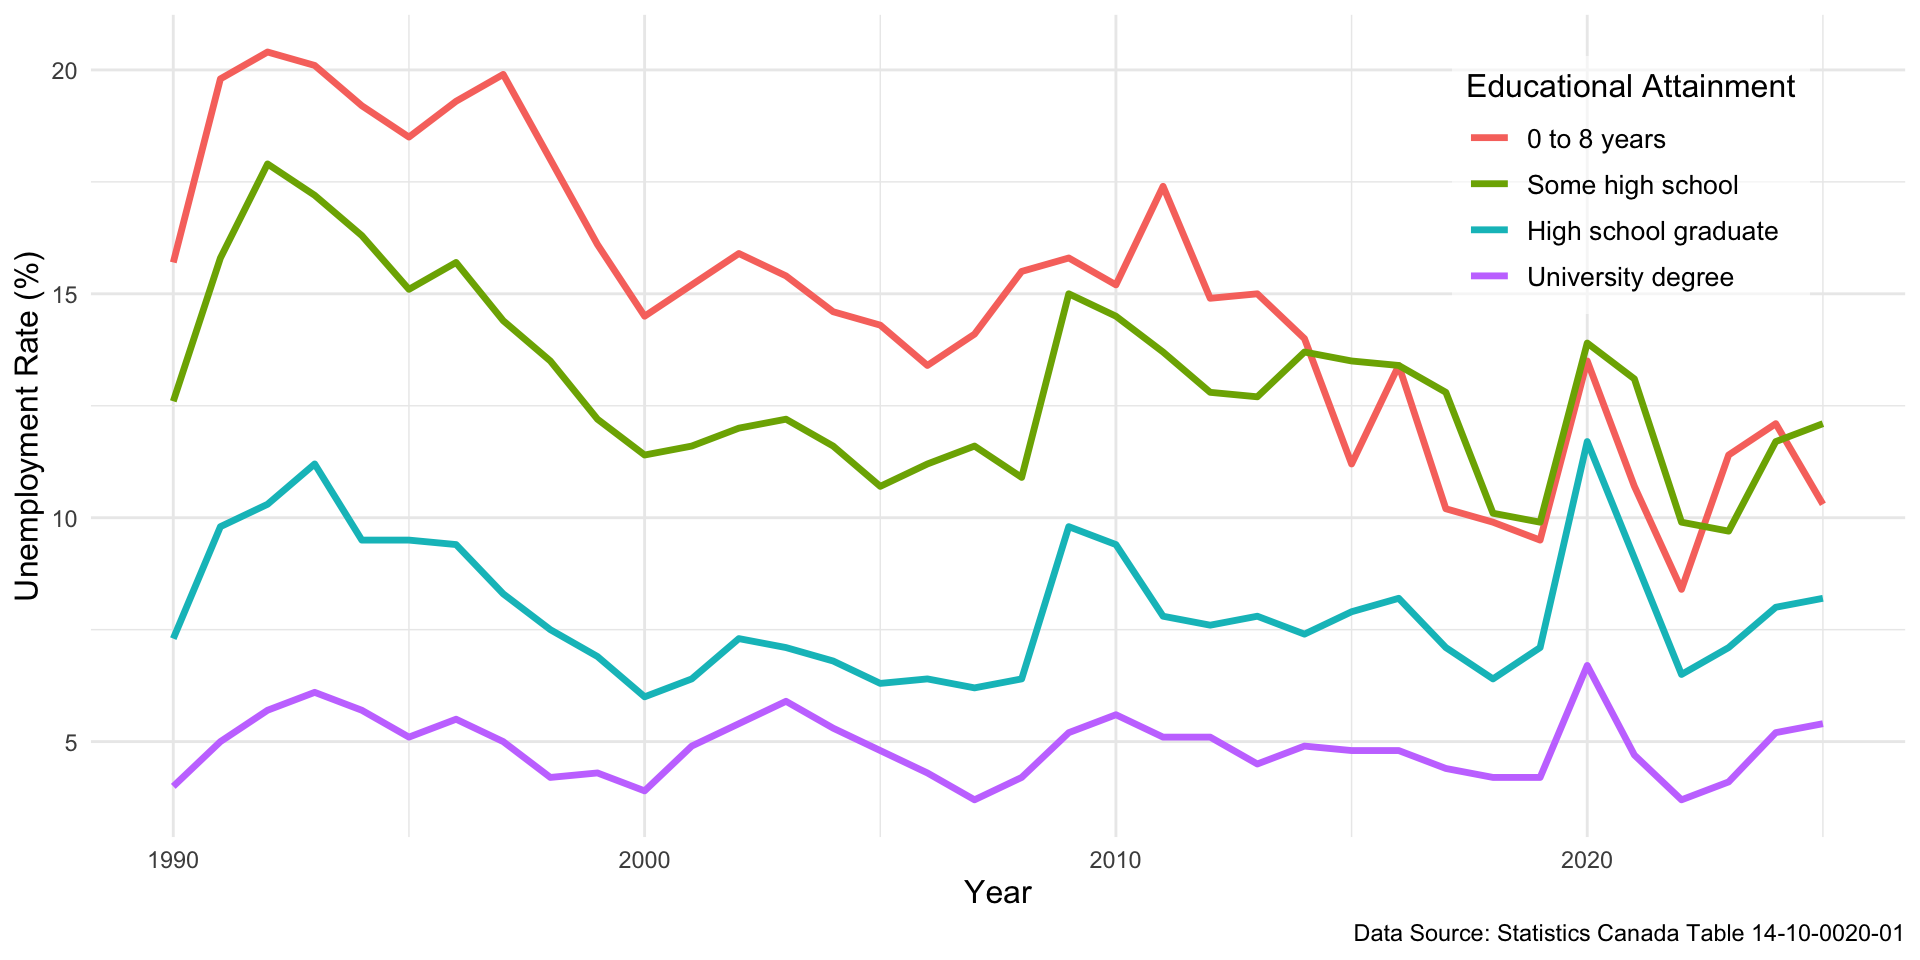 20
15
10
5
Unemployment Rate (%)
Educational Attainment
0 to 8 years
Some high school
High school graduate
University degree
1990
2000
2010
2020
Year
Data Source: Statistics Canada Table 14-10-0020-01